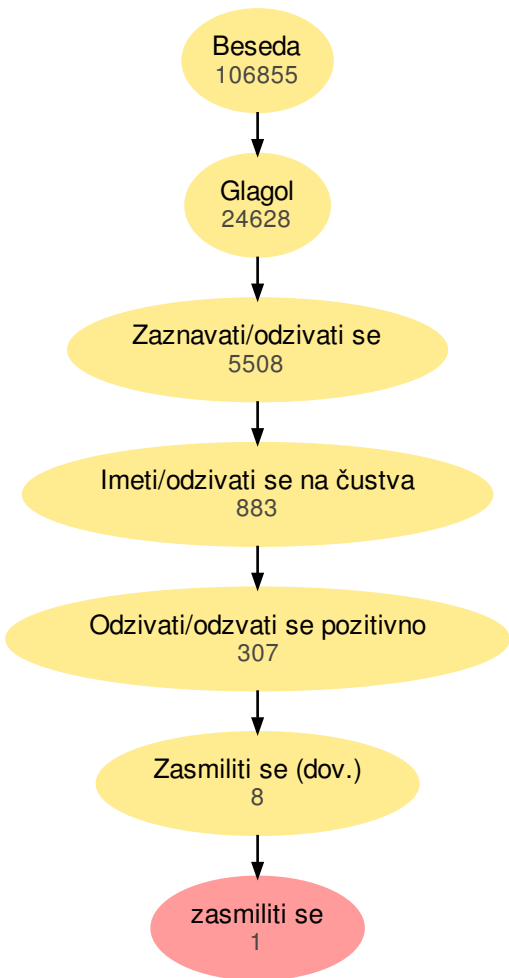 Beseda
106855
Glagol
24628
Zaznavati/odzivati se
5508
Imeti/odzivati se na čustva
883
Odzivati/odzvati se pozitivno
307
Zasmiliti se (dov.)
8
zasmiliti se
1